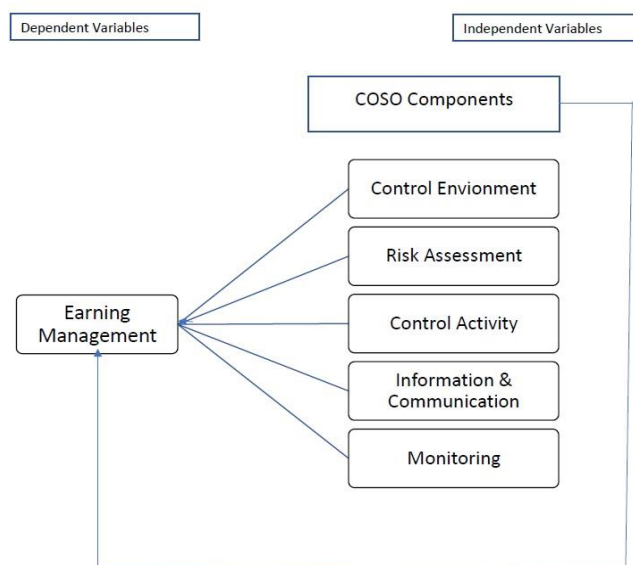 Dependent Variables
Independent Variables
COSO Components
Control Envionment
Risk Assessment
Earning
Management
Control Activity
Information &
Communication
Monitoring